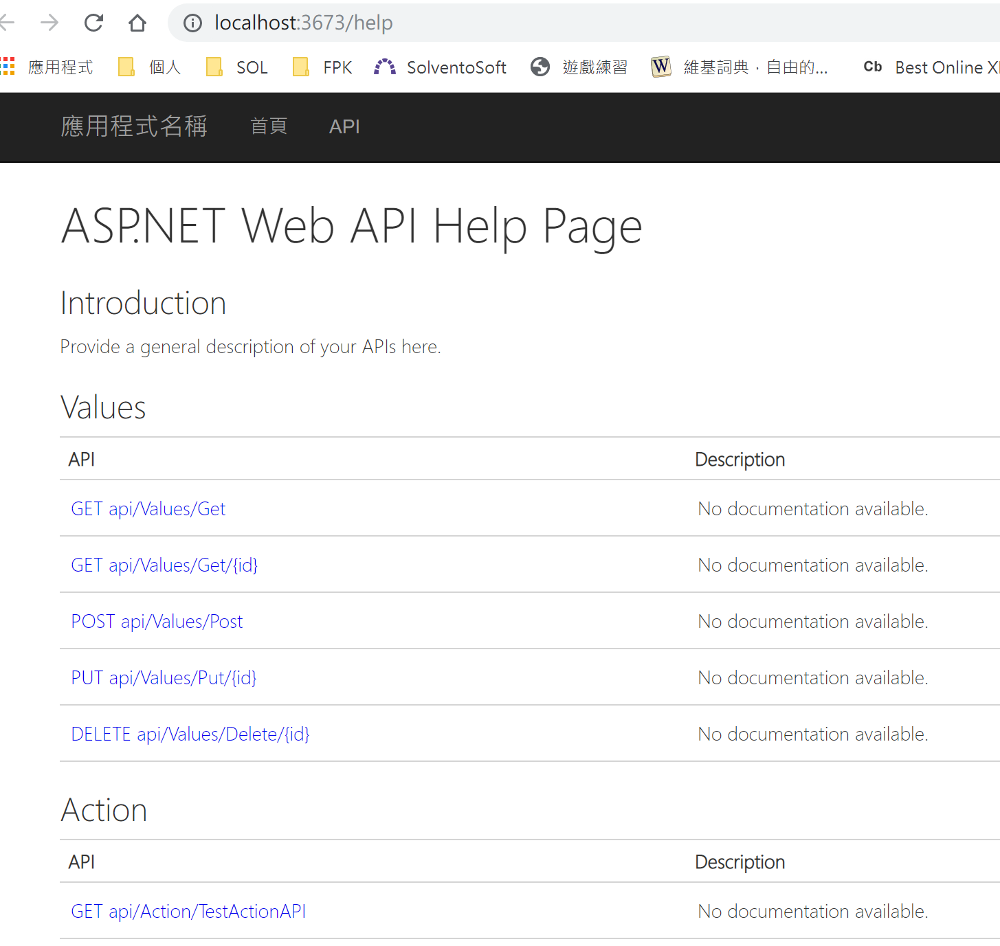 localhost:3673/help
應用程式 個人 SOL FPK SolventoSoft 遊戲練習 W 維基詞典，自由的... Cb Best Online X
應用程式名稱 首頁 API
ASP.NET Web API Help Page
Introduction
Provide a general description of your APIs here.
Values
API Description
GET api/Values/Get No documentation available.
GET api/Values/Get/{id} No documentation available.
POST api/Values/Post No documentation available.
PUT api/Values/Put/{id} No documentation available.
DELETE api/Values/Delete/{id} No documentation available.
Action
API Description
GET api/Action/TestActionAPI No documentation available.